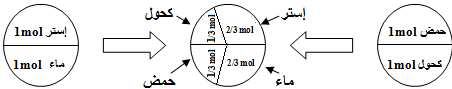 كحول
إستر
1mol إستر
1mol ماء
1/3 mol
2/3 mol
1/3 mol
2/3 mol
حمض
ماء
1mol حمض
1mol كحول